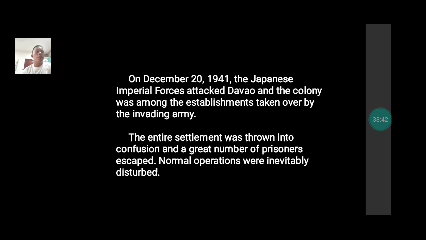 On December 20, 1941, the Japanese
Imperial Forces attacked Davao and the colony
was among the establishments taken over by
the invading army.
The entire settlement was thrown into
confusion and a great number of prisoners
escaped. Normal operations were inevitably
disturbed.